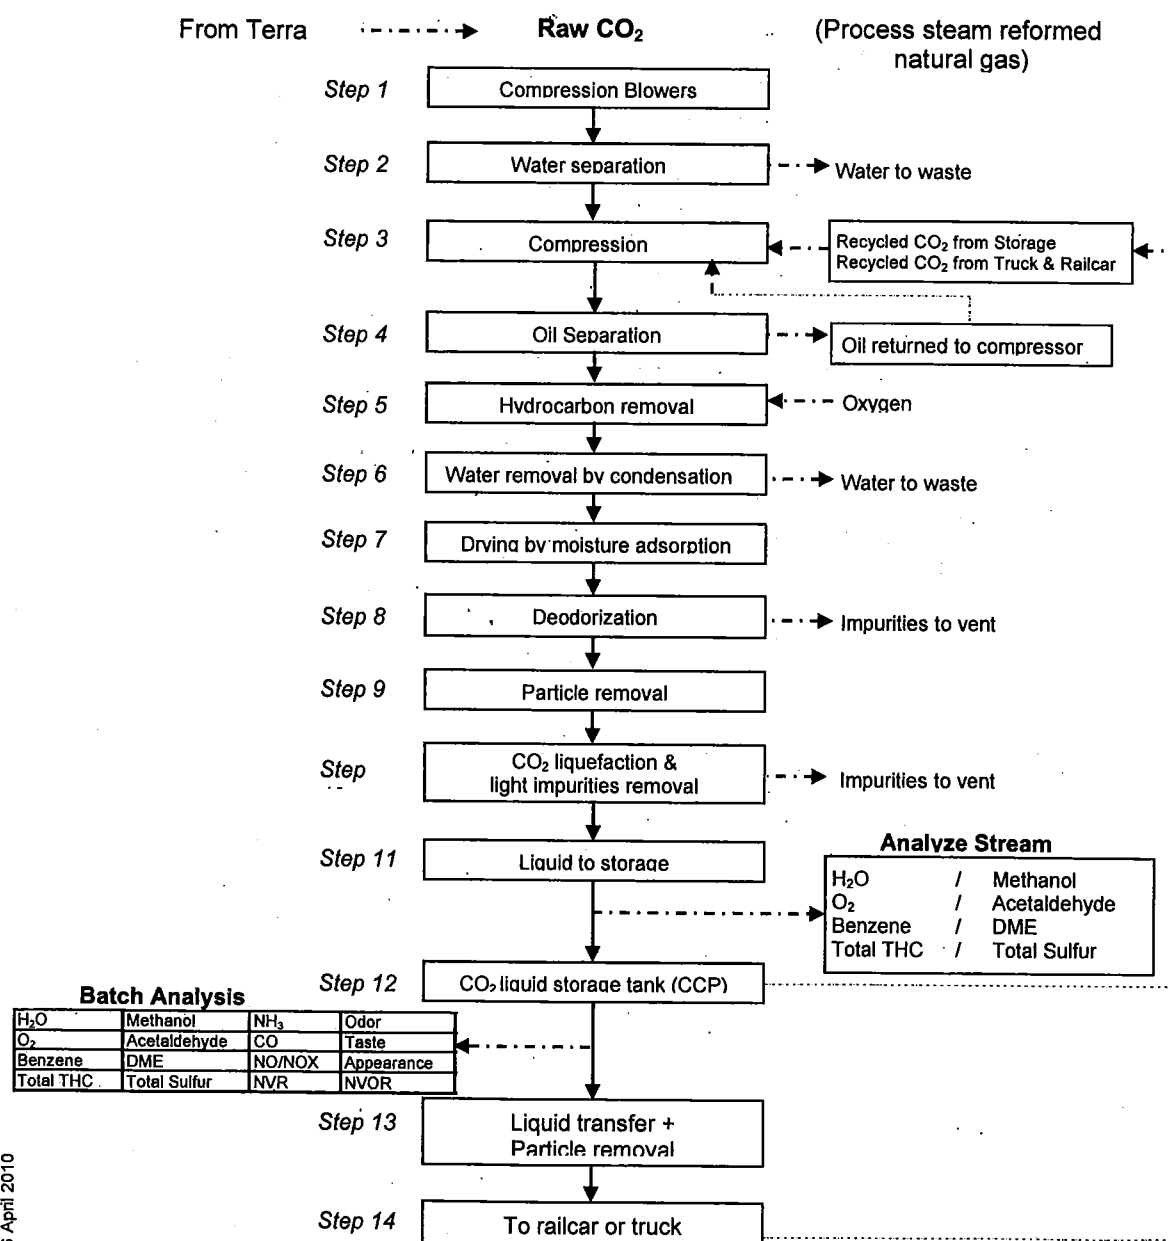 From Terra
Raw CO₂
(Process steam reformed
natural gas)
Step 1
Compression Blowers
Step 2
Water separation
Water to waste
Step 3
Compression
Recycled CO₂ from Storage
Recycled CO₂ from Truck & Railcar
Step 4
Oil Separation
Oil returned to compressor
Step 5
Hydrocarbon removal
Oxygen
Step 6
Water removal by condensation
Water to waste
Step 7
Drying by moisture adsorption
Step 8
Deodorization
Impurities to vent
Step 9
Particle removal
Step
CO₂ liquefaction &
light impurities removal
Impurities to vent
Step 11
Liquid to storage
Analyze Stream
H₂O / Methanol
O₂ / Acetaldehyde
Benzene / DME
Total THC / Total Sulfur
Step 12
CO₂ liquid storage tank (CCP)
Batch Analysis
H₂O Methanol NH₃ Odor
O₂ Acetaldehyde CO Taste
Benzene DME NO/NOX Appearance
Total THC Total Sulfur NVR NVOR
Step 13
Liquid transfer +
Particle removal
Step 14
To railcar or truck
April 2010